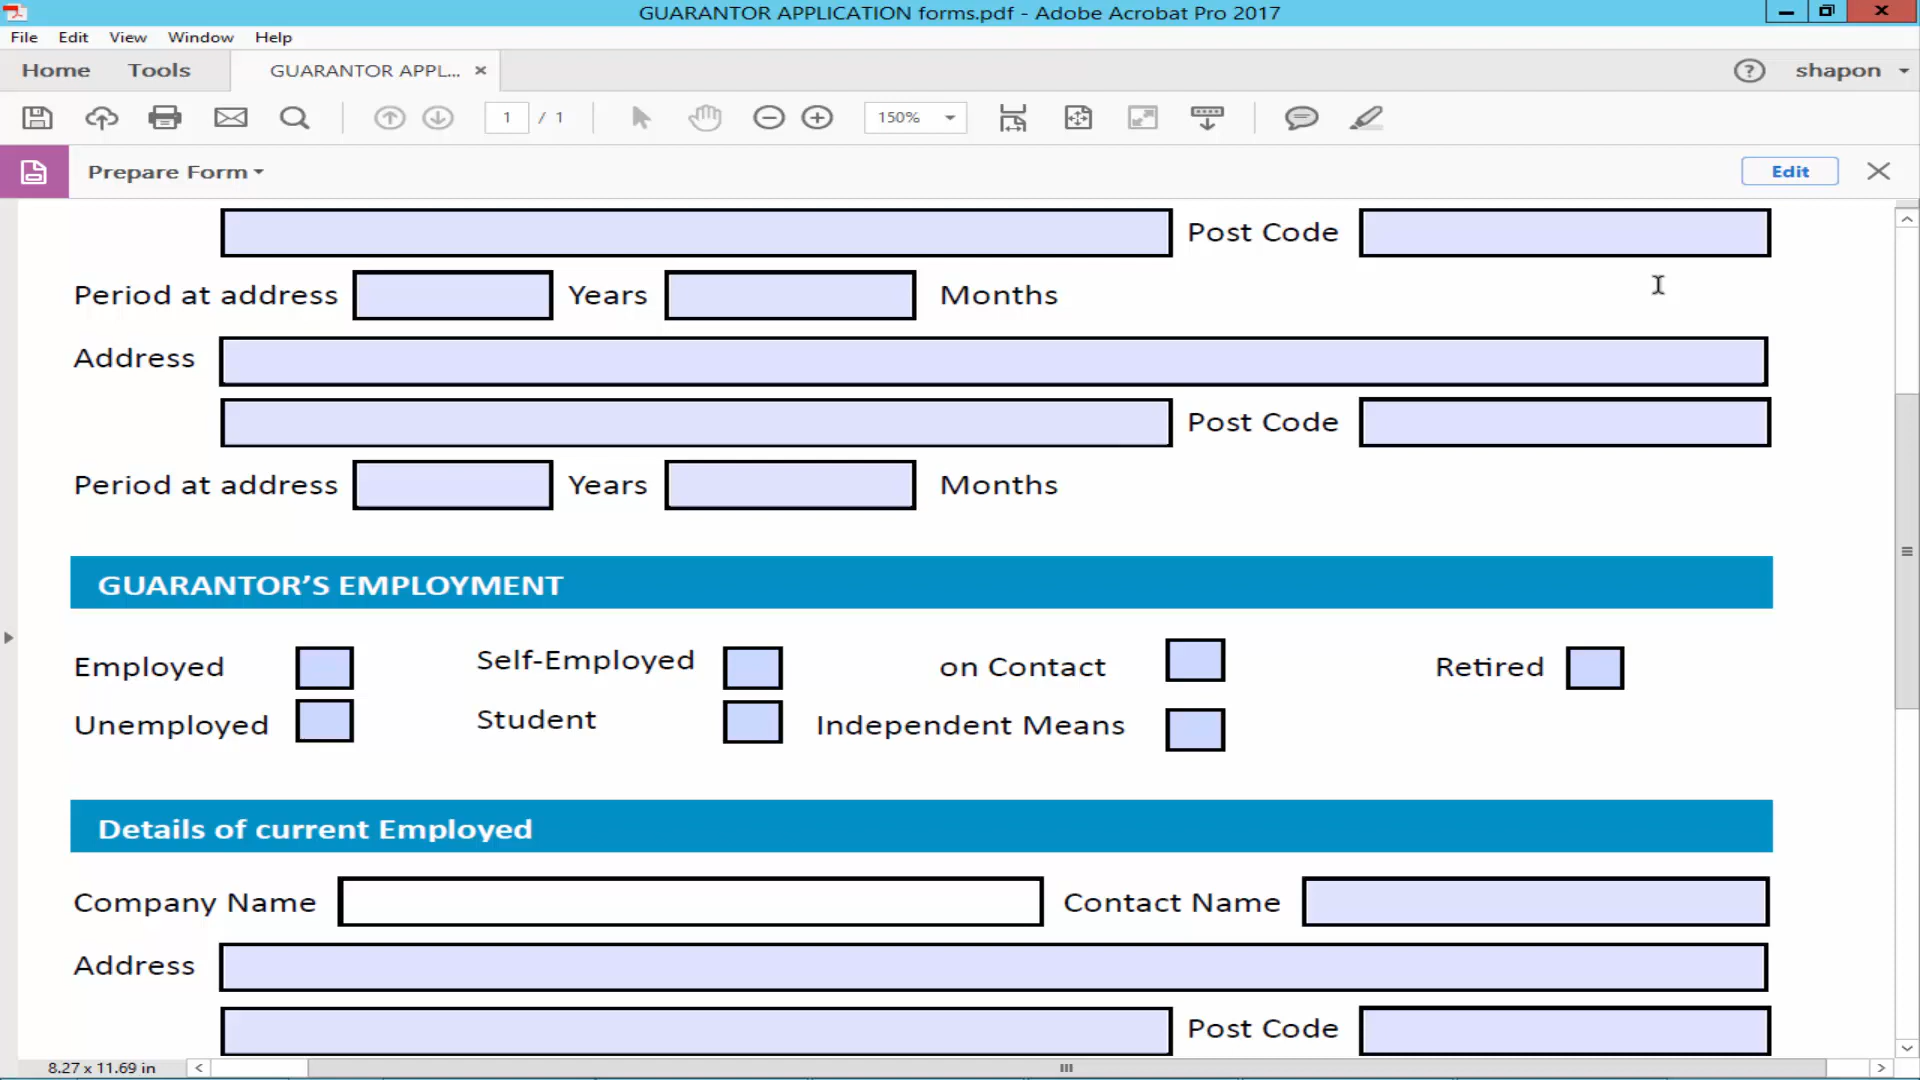 GUARANTOR APPLICATION forms.pdf - Adobe Acrobat Pro 2017
File Edit View Window Help
Home Tools GUARANTOR APPL... × ? shapon
1 / 1 150%
Prepare Form Edit
Post Code
Period at address Years Months
Address
Post Code
Period at address Years Months
GUARANTOR'S EMPLOYMENT
Employed Self-Employed on Contact Retired
Unemployed Student Independent Means
Details of current Employed
Company Name Contact Name
Address
Post Code
8.27 x 11.69 in